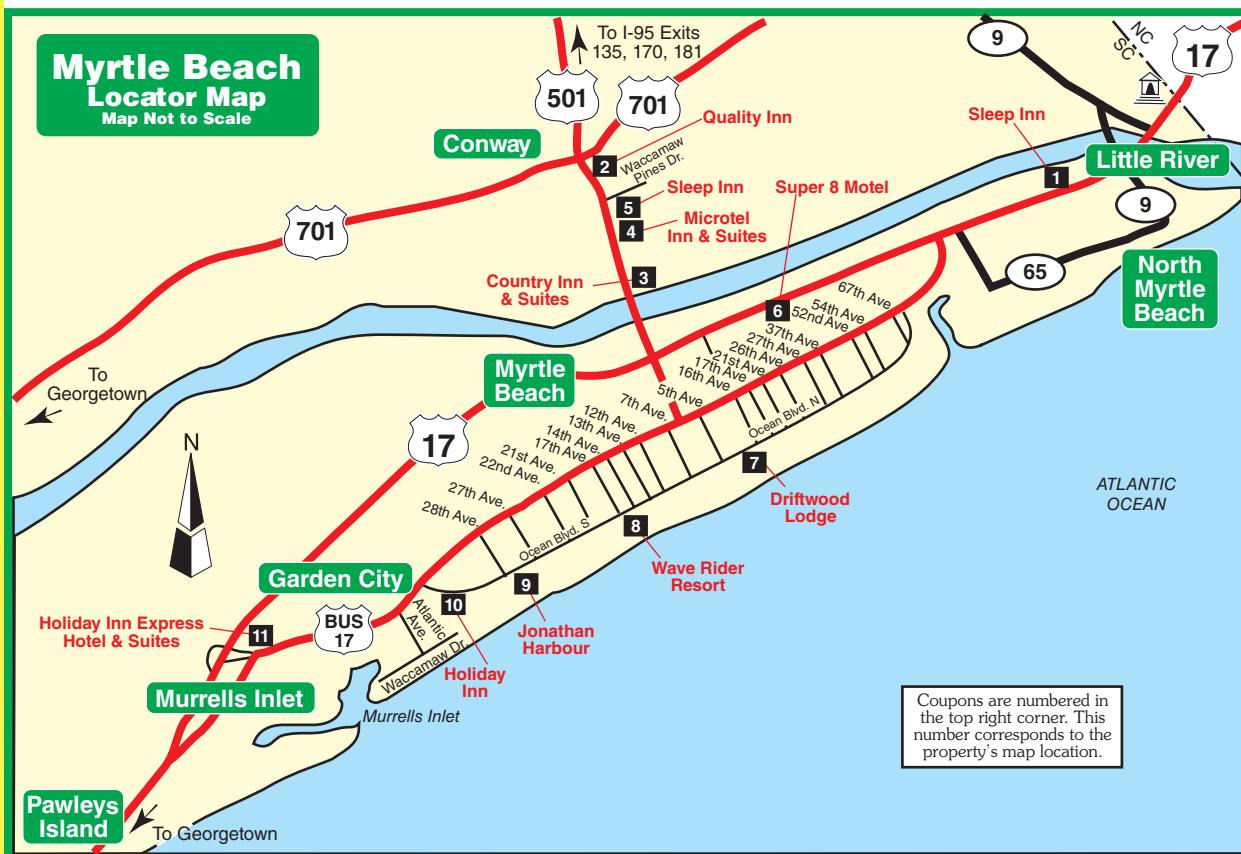 Myrtle Beach
Locator Map
Map Not to Scale
To I-95 Exits
135, 170, 181
501
701
9
NC
SC
17
Conway
Quality Inn
2
Waccamaw
Pines Dr.
Sleep Inn
1
Little River
5
Sleep Inn
Super 8 Motel
9
4
Microtel
Inn & Suites
701
3
Country Inn
& Suites
65
North
Myrtle
Beach
6
67th Ave.
54th Ave.
52nd Ave
37th Ave.
27th Ave.
26th Ave.
21st Ave
17th Ave
16th Ave
5th Ave
7th Ave.
12th Ave.
13th Ave.
14th Ave.
17th Ave.
21st Ave.
22nd Ave.
27th Ave.
28th Ave.
To
Georgetown
Myrtle
Beach
17
N
Ocean Blvd. N
7
Driftwood
Lodge
ATLANTIC
OCEAN
Ocean Blvd. S
8
Wave Rider
Resort
Garden City
9
Jonathan
Harbour
10
Holiday
Inn
Holiday Inn Express
Hotel & Suites
11
BUS
17
Atlantic
Ave.
Waccamaw Dr.
Murrells Inlet
Murrells Inlet
Coupons are numbered in
the top right corner. This
number corresponds to the
property's map location.
Pawleys
Island
To Georgetown